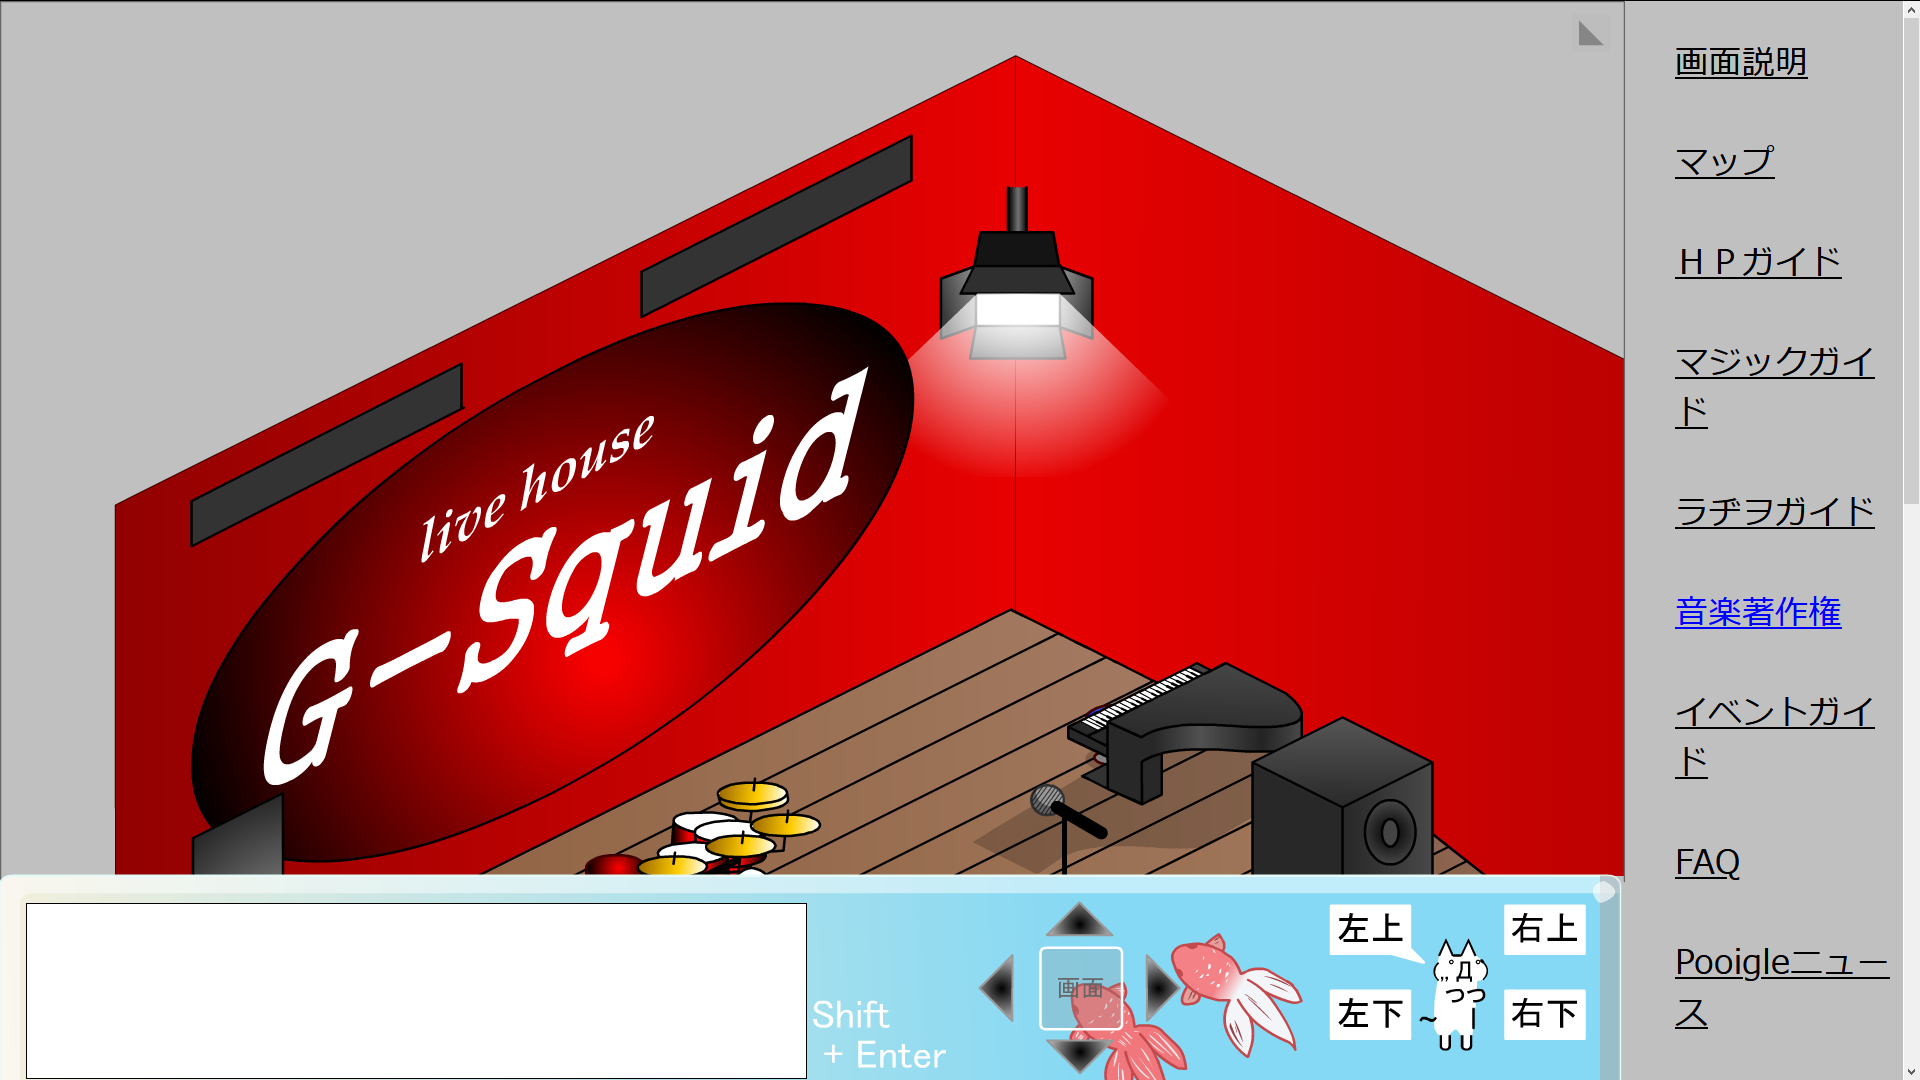 live house
G-Squid
画面説明
マップ
ＨＰガイド
マジックガイ
ド
ラヂヲガイド
音楽著作権
イベントガイ
ド
FAQ
Pooigleニュー
ス
Shift
+ Enter
画面
左上
右上
左下
右下